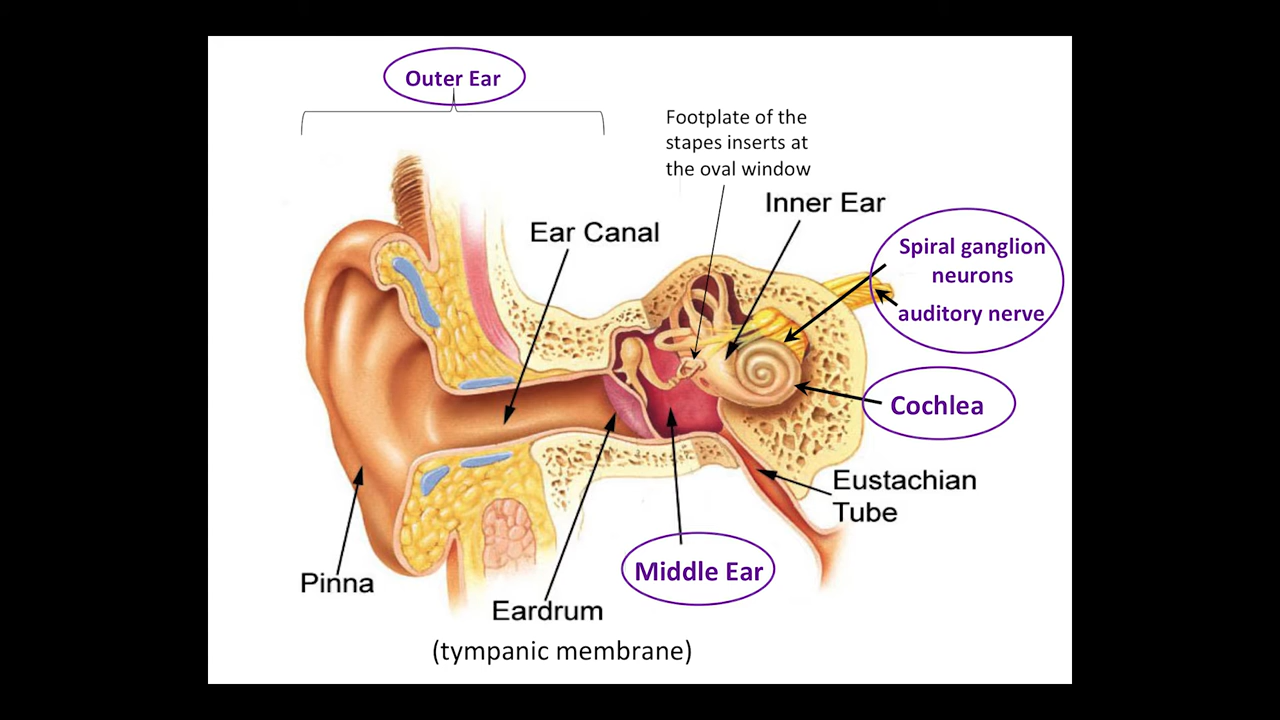 Outer Ear
Footplate of the
stapes inserts at
the oval window
Inner Ear
Ear Canal
Spiral ganglion
neurons
auditory nerve
Cochlea
Eustachian
Tube
Middle Ear
Pinna
Eardrum
(tympanic membrane)